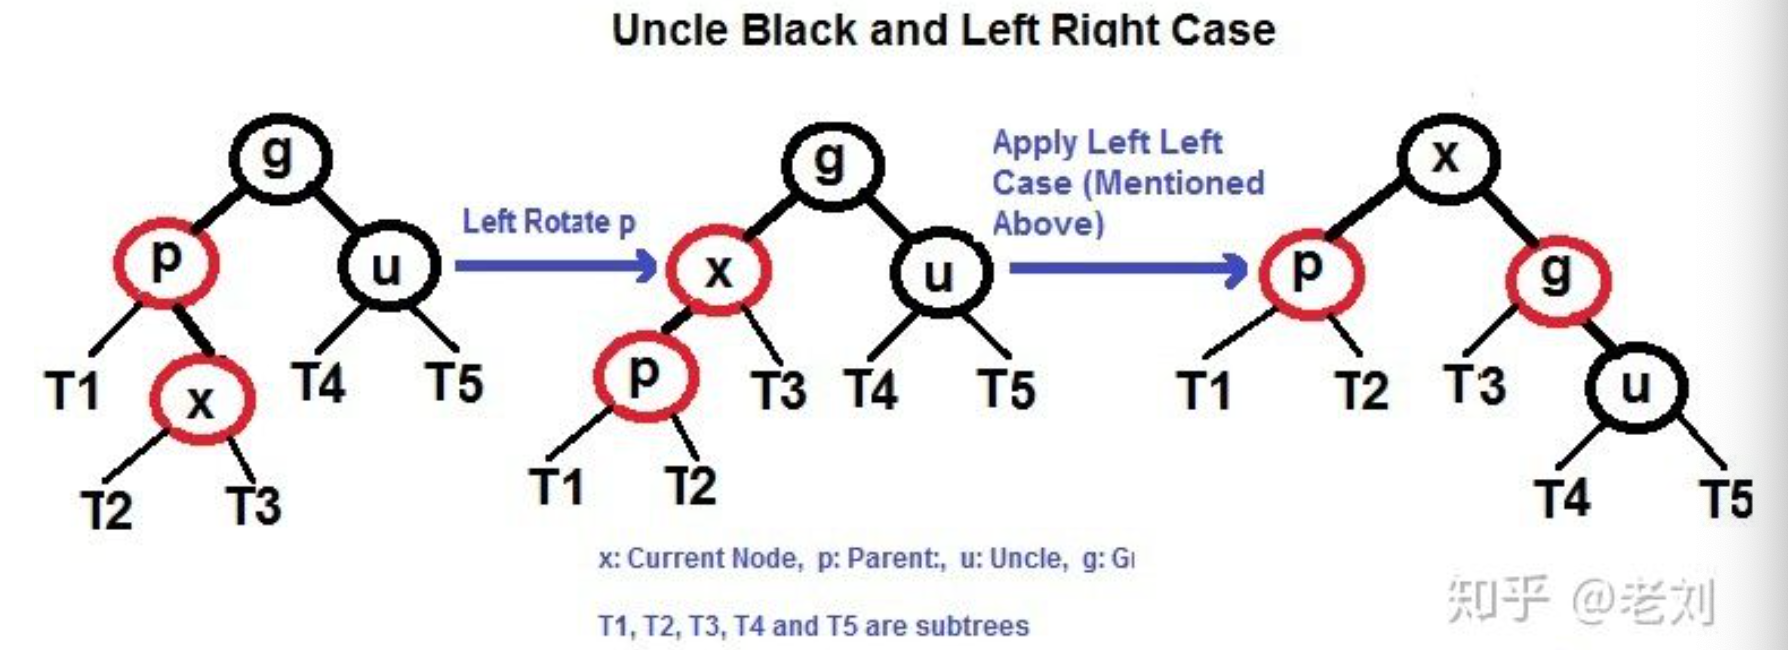 Uncle Black and Left Right Case
g
p
u
T1
x
T4
T5
T2
T3
Left Rotate p
g
x
u
p
T3
T4
T5
T1
T2
Apply Left Left
Case (Mentioned
Above)
x
p
g
T1
T2
T3
u
T4
T5
x: Current Node, p: Parent:, u: Uncle, g: G
T1, T2, T3, T4 and T5 are subtrees
知乎 @老刘